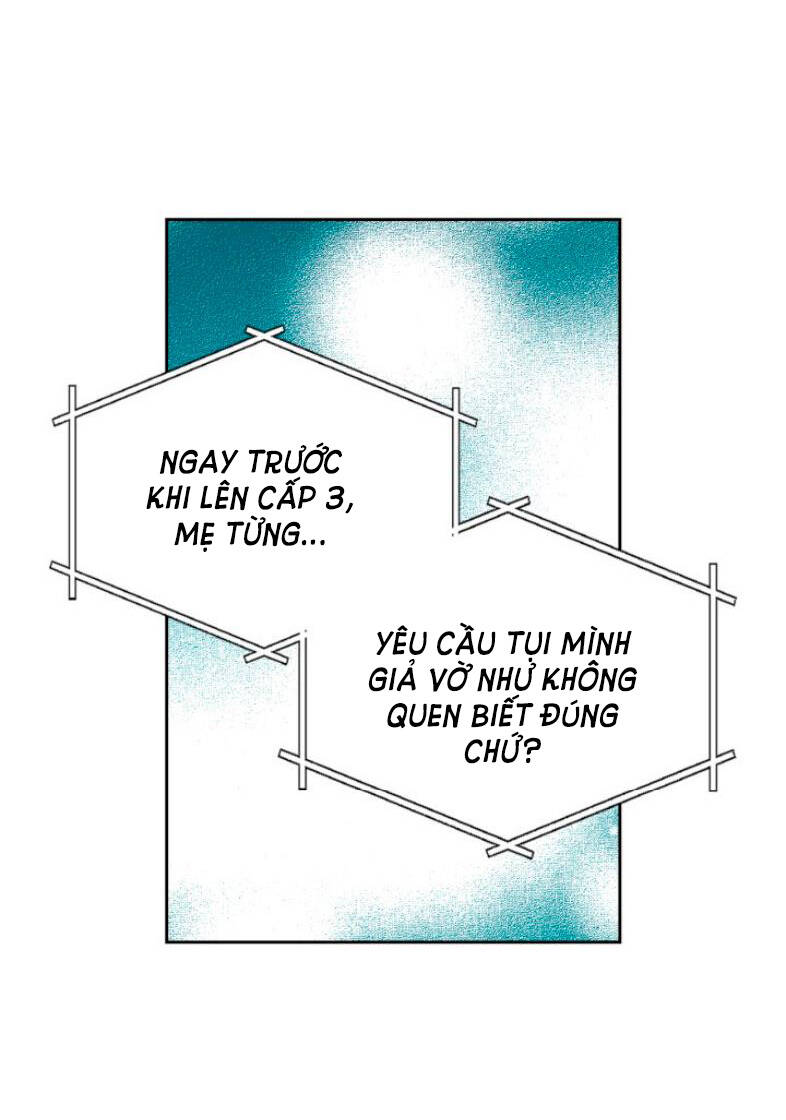 NGAY TRƯỚC
KHI LÊN CẤP 3,
MẸ TỪNG...
YÊU CẦU TỤI MÌNH
GIẢ VỜ NHƯ KHÔNG
QUEN BIẾT ĐÚNG
CHỨ?